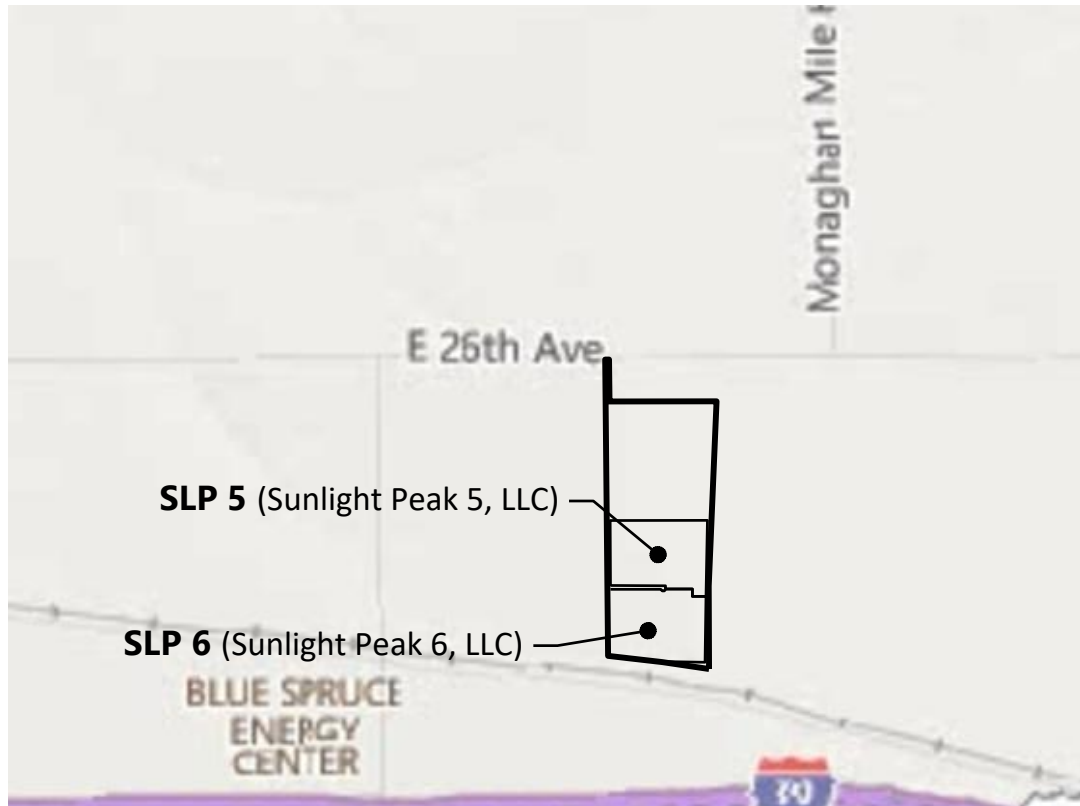 Monaghan Mile
E 26th Ave
SLP 5 (Sunlight Peak 5, LLC)
SLP 6 (Sunlight Peak 6, LLC)
BLUE SPRUCE
ENERGY
CENTER
70